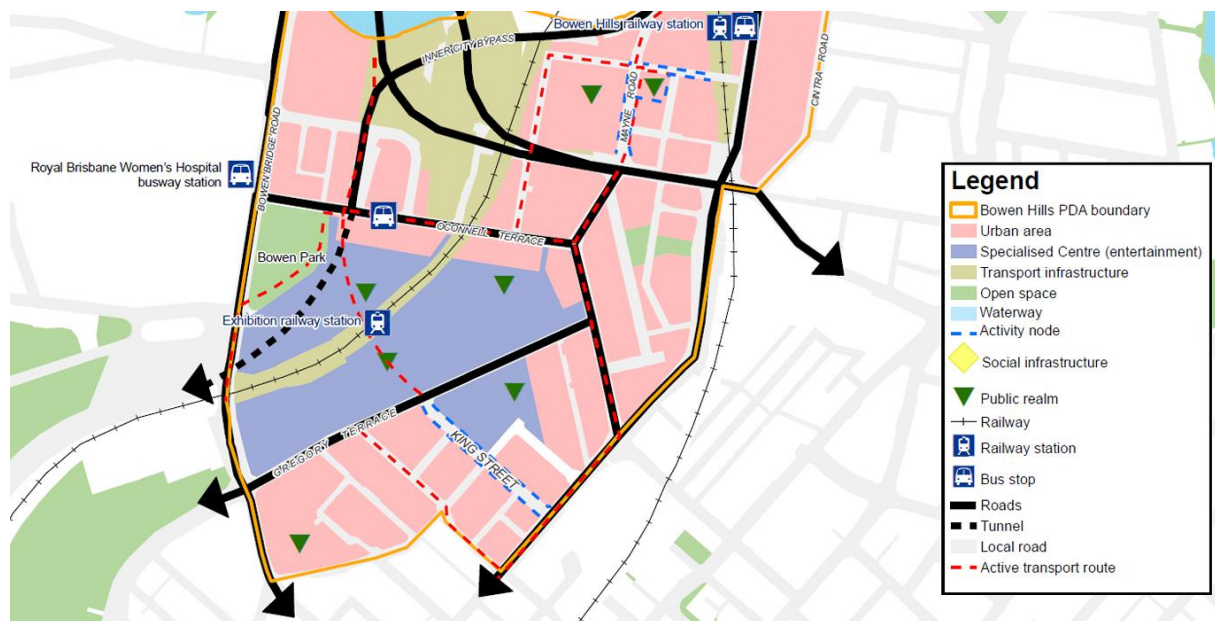 Bowen Hills railway station
INNER CITY BYPASS
MAYNE ROAD
CINTRA ROAD
Royal Brisbane Women's Hospital
busway station
BOWEN BRIDGE ROAD
OCONNELL TERRACE
Bowen Park
Exhibition railway station
GREGORY TERRACE
KING STREET
Legend
Bowen Hills PDA boundary
Urban area
Specialised Centre (entertainment)
Transport infrastructure
Open space
Waterway
Activity node
Social infrastructure
Public realm
Railway
Railway station
Bus stop
Roads
Tunnel
Local road
Active transport route